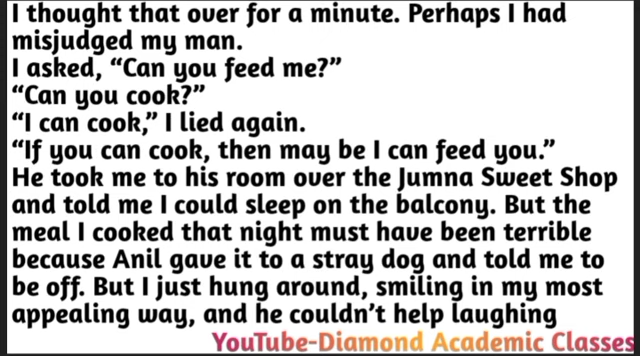 I thought that over for a minute. Perhaps I had
misjudged my man.
I asked, “Can you feed me?”
“Can you cook?”
“I can cook,” I lied again.
“If you can cook, then may be I can feed you.”
He took me to his room over the Jumna Sweet Shop
and told me I could sleep on the balcony. But the
meal I cooked that night must have been terrible
because Anil gave it to a stray dog and told me to
be off. But I just hung around, smiling in my most
appealing way, and he couldn’t help laughing
YouTube-Diamond Academic Classes